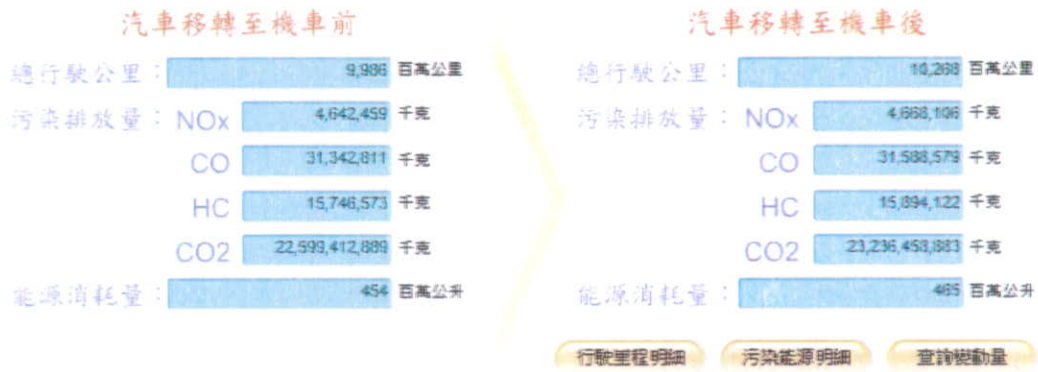 汽車移轉至機車前
總行駛公里： 9,986 百萬公里
污染排放量： NOx 4,642,459 千克
CO 31,342,811 千克
HC 15,746,573 千克
CO2 22,599,412,889 千克
能源消耗量： 454 百萬公升
汽車移轉至機車後
總行駛公里： 10,268 百萬公里
污染排放量： NOx 4,668,106 千克
CO 31,588,579 千克
HC 15,894,122 千克
CO2 23,236,458,883 千克
能源消耗量： 465 百萬公升
行駛里程明細 污染能源明細 查詢變動量